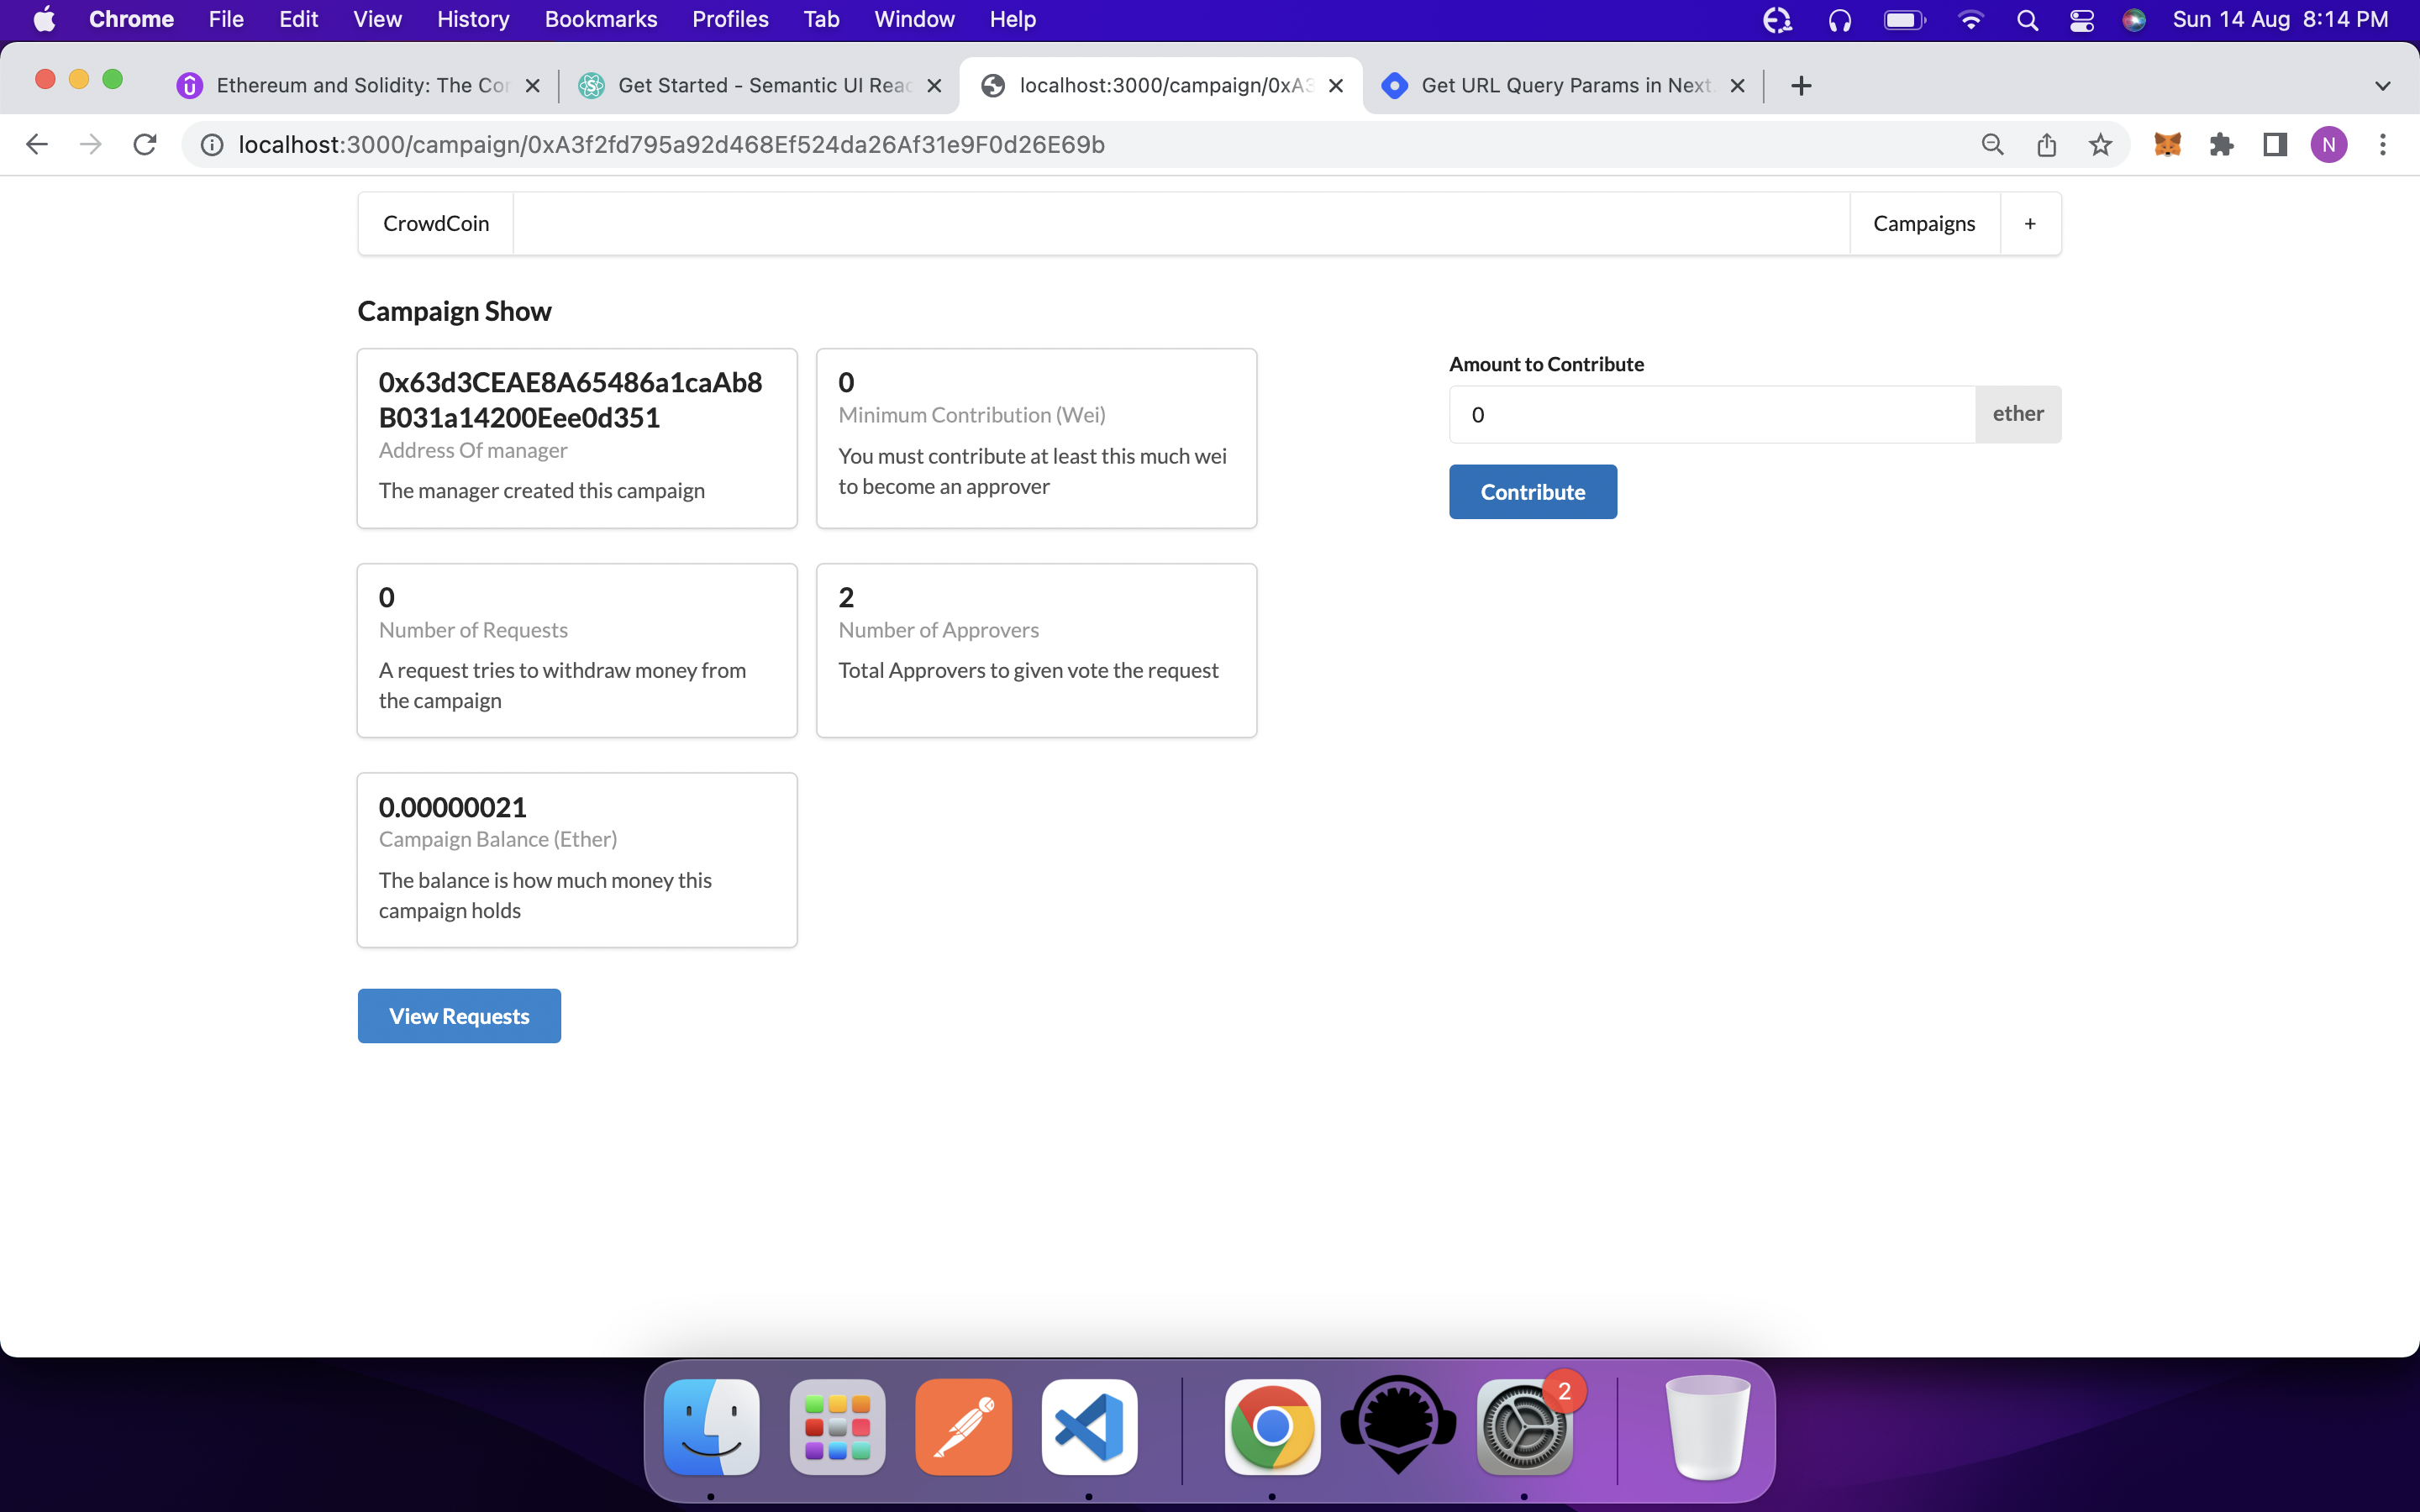 Chrome File Edit View History Bookmarks Profiles Tab Window Help Sun 14 Aug 8:14 PM
Ethereum and Solidity: The Cor Get Started - Semantic UI Reac localhost:3000/campaign/0xA3 Get URL Query Params in Next.
localhost:3000/campaign/0xA3f2fd795a92d468Ef524da26Af31e9F0d26E69b N
CrowdCoin Campaigns +
Campaign Show
0x63d3CEAE8A65486a1caAb8
B031a14200Eee0d351
Address Of manager
The manager created this campaign
0
Minimum Contribution (Wei)
You must contribute at least this much wei
to become an approver
Amount to Contribute
0 ether
Contribute
0
Number of Requests
A request tries to withdraw money from
the campaign
2
Number of Approvers
Total Approvers to given vote the request
0.00000021
Campaign Balance (Ether)
The balance is how much money this
campaign holds
View Requests
2